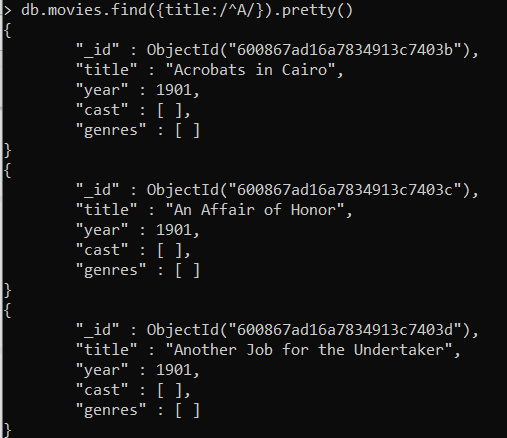 > db.movies.find({title:/^A/}).pretty()
{
        "_id" : ObjectId("600867ad16a7834913c7403b"),
        "title" : "Acrobats in Cairo",
        "year" : 1901,
        "cast" : [ ],
        "genres" : [ ]
}
{
        "_id" : ObjectId("600867ad16a7834913c7403c"),
        "title" : "An Affair of Honor",
        "year" : 1901,
        "cast" : [ ],
        "genres" : [ ]
}
{
        "_id" : ObjectId("600867ad16a7834913c7403d"),
        "title" : "Another Job for the Undertaker",
        "year" : 1901,
        "cast" : [ ],
        "genres" : [ ]
}